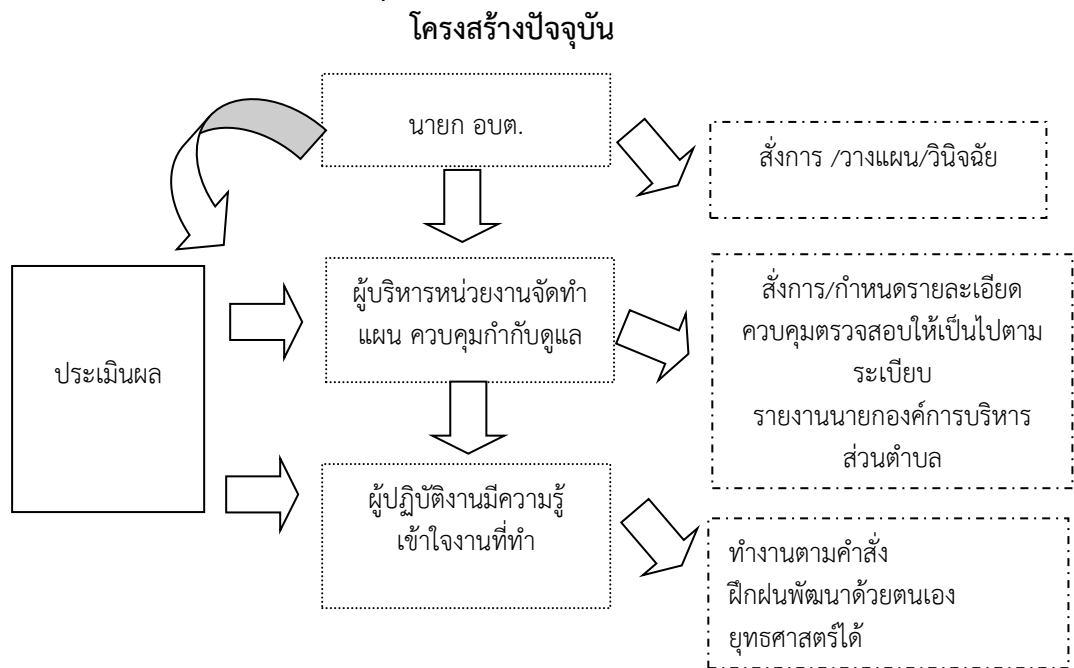 โครงสร้างปัจจุบัน
นายก อบต.
สั่งการ /วางแผน/วินิจฉัย
ผู้บริหารหน่วยงานจัดทำ
แผน ควบคุมกำกับดูแล
สั่งการ/กำหนดรายละเอียด
ควบคุมตรวจสอบให้เป็นไปตาม
ระเบียบ
รายงานนายกองค์การบริหาร
ส่วนตำบล
ประเมินผล
ผู้ปฏิบัติงานมีความรู้
เข้าใจงานที่ทำ
ทำงานตามคำสั่ง
ฝึกฝนพัฒนาด้วยตนเอง
ยุทธศาสตร์ได้